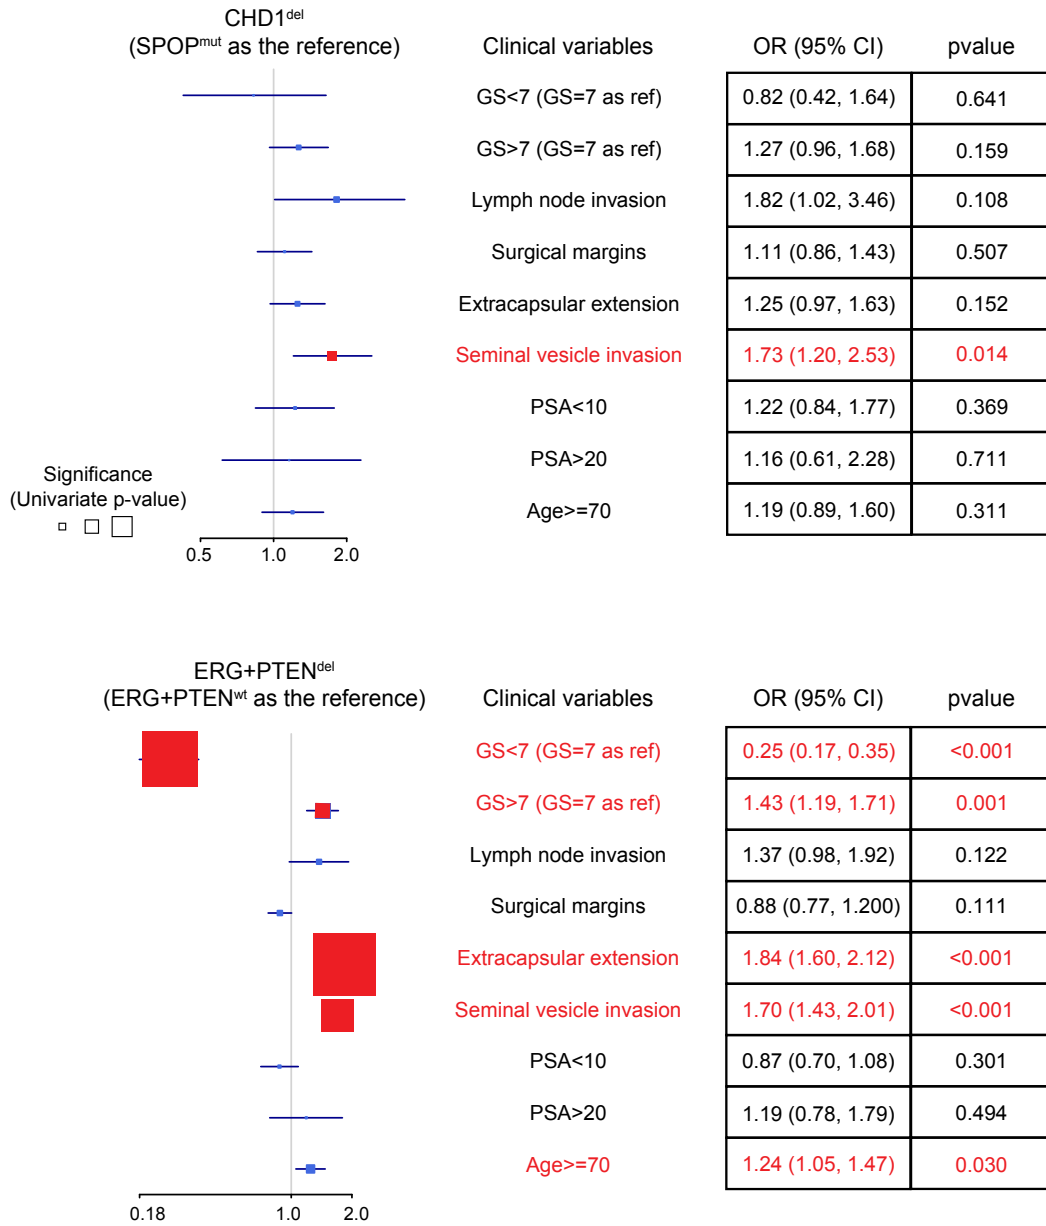 CHD1del
(SPOPmut as the reference) Clinical variables OR (95% CI) pvalue
GS<7 (GS=7 as ref) 0.82 (0.42, 1.64) 0.641
GS>7 (GS=7 as ref) 1.27 (0.96, 1.68) 0.159
Lymph node invasion 1.82 (1.02, 3.46) 0.108
Surgical margins 1.11 (0.86, 1.43) 0.507
Extracapsular extension 1.25 (0.97, 1.63) 0.152
Seminal vesicle invasion 1.73 (1.20, 2.53) 0.014
PSA<10 1.22 (0.84, 1.77) 0.369
PSA>20 1.16 (0.61, 2.28) 0.711
Significance
(Univariate p-value)
Age>=70 1.19 (0.89, 1.60) 0.311
0.5 1.0 2.0
ERG+PTENdel
(ERG+PTENwt as the reference) Clinical variables OR (95% CI) pvalue
GS<7 (GS=7 as ref) 0.25 (0.17, 0.35) <0.001
GS>7 (GS=7 as ref) 1.43 (1.19, 1.71) 0.001
Lymph node invasion 1.37 (0.98, 1.92) 0.122
Surgical margins 0.88 (0.77, 1.200) 0.111
Extracapsular extension 1.84 (1.60, 2.12) <0.001
Seminal vesicle invasion 1.70 (1.43, 2.01) <0.001
PSA<10 0.87 (0.70, 1.08) 0.301
PSA>20 1.19 (0.78, 1.79) 0.494
Age>=70 1.24 (1.05, 1.47) 0.030
0.18 1.0 2.0